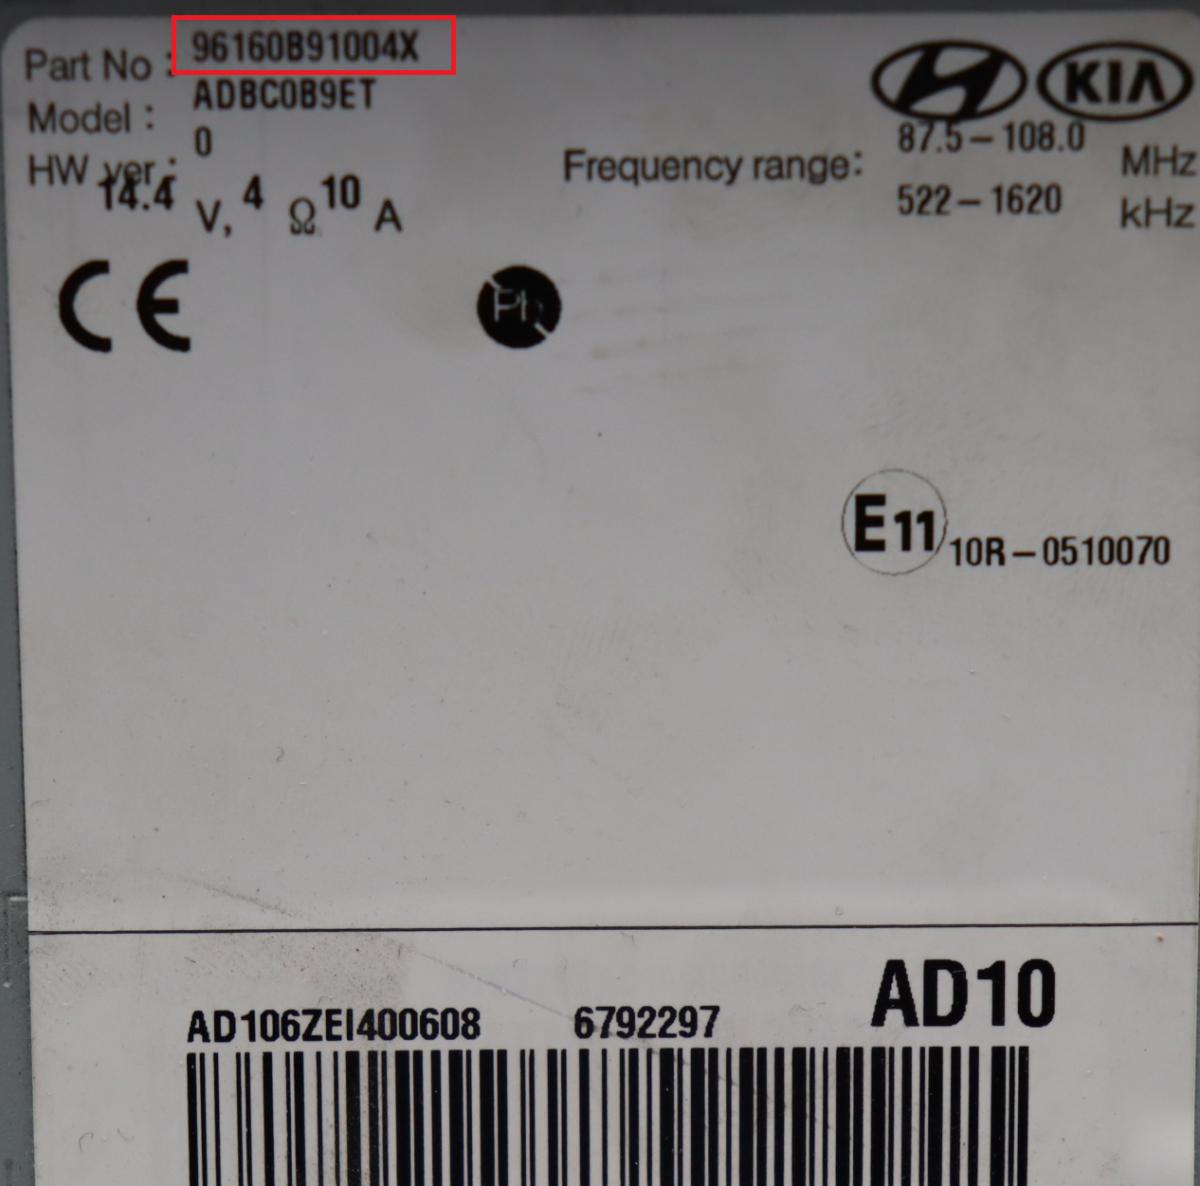 Part No : 96160B91004X
Model : ADBC0B9ET
HW ver : 0
14.4 V, 4 Ω 10 A
KIA
Frequency range: 87.5–108.0 MHz
522–1620 kHz
CE
Pb
E11 10R–0510070
AD10
AD106ZEI400608 6792297